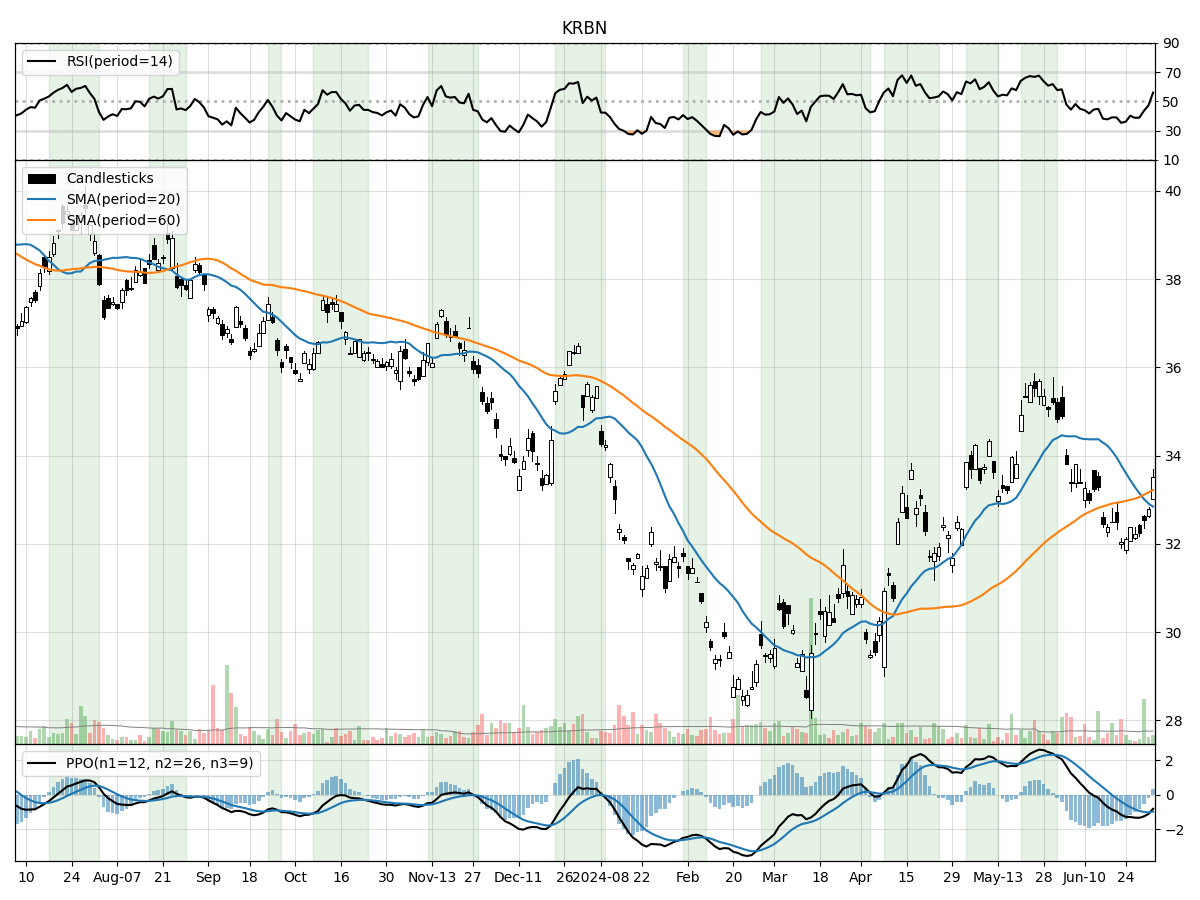 KRBN
RSI(period=14)
90
70
50
30
10
Candlesticks
SMA(period=20)
SMA(period=60)
40
38
36
34
32
30
28
PPO(n1=12, n2=26, n3=9)
2
0
−2
10 24 Aug-07 21 Sep 18 Oct 16 30 Nov-13 27 Dec-11 26 2024-08 22 Feb 20 Mar 18 Apr 15 29 May-13 28 Jun-10 24